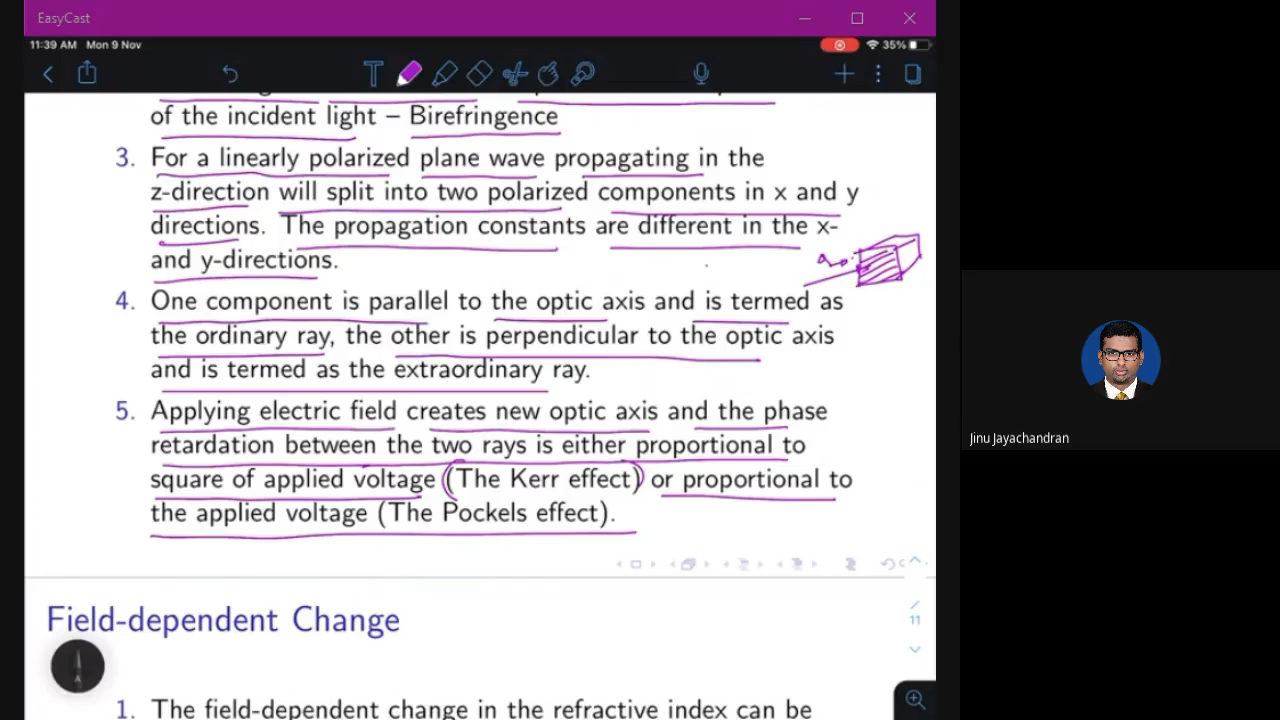 EasyCast
11:39 AM Mon 9 Nov
35%
of the incident light – Birefringence
3. For a linearly polarized plane wave propagating in the
z-direction will split into two polarized components in x and y
directions. The propagation constants are different in the x-
and y-directions.
4. One component is parallel to the optic axis and is termed as
the ordinary ray, the other is perpendicular to the optic axis
and is termed as the extraordinary ray.
5. Applying electric field creates new optic axis and the phase
retardation between the two rays is either proportional to
square of applied voltage (The Kerr effect) or proportional to
the applied voltage (The Pockels effect).
/
11
Field-dependent Change
A
1. The field-dependent change in the refractive index can be
Jinu Jayachandran